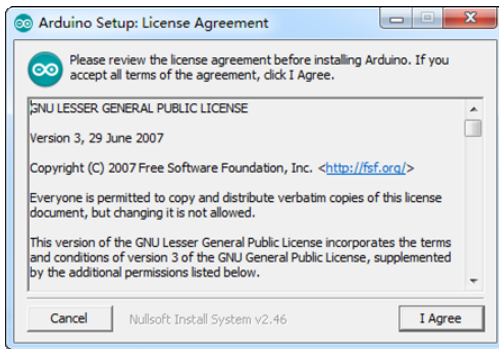 Arduino Setup: License Agreement
Please review the license agreement before installing Arduino. If you
accept all terms of the agreement, click I Agree.
GNU LESSER GENERAL PUBLIC LICENSE
Version 3, 29 June 2007
Copyright (C) 2007 Free Software Foundation, Inc. <http://fsf.org/>
Everyone is permitted to copy and distribute verbatim copies of this license
document, but changing it is not allowed.
This version of the GNU Lesser General Public License incorporates the terms
and conditions of version 3 of the GNU General Public License, supplemented
by the additional permissions listed below.
Cancel Nullsoft Install System v2.46 I Agree